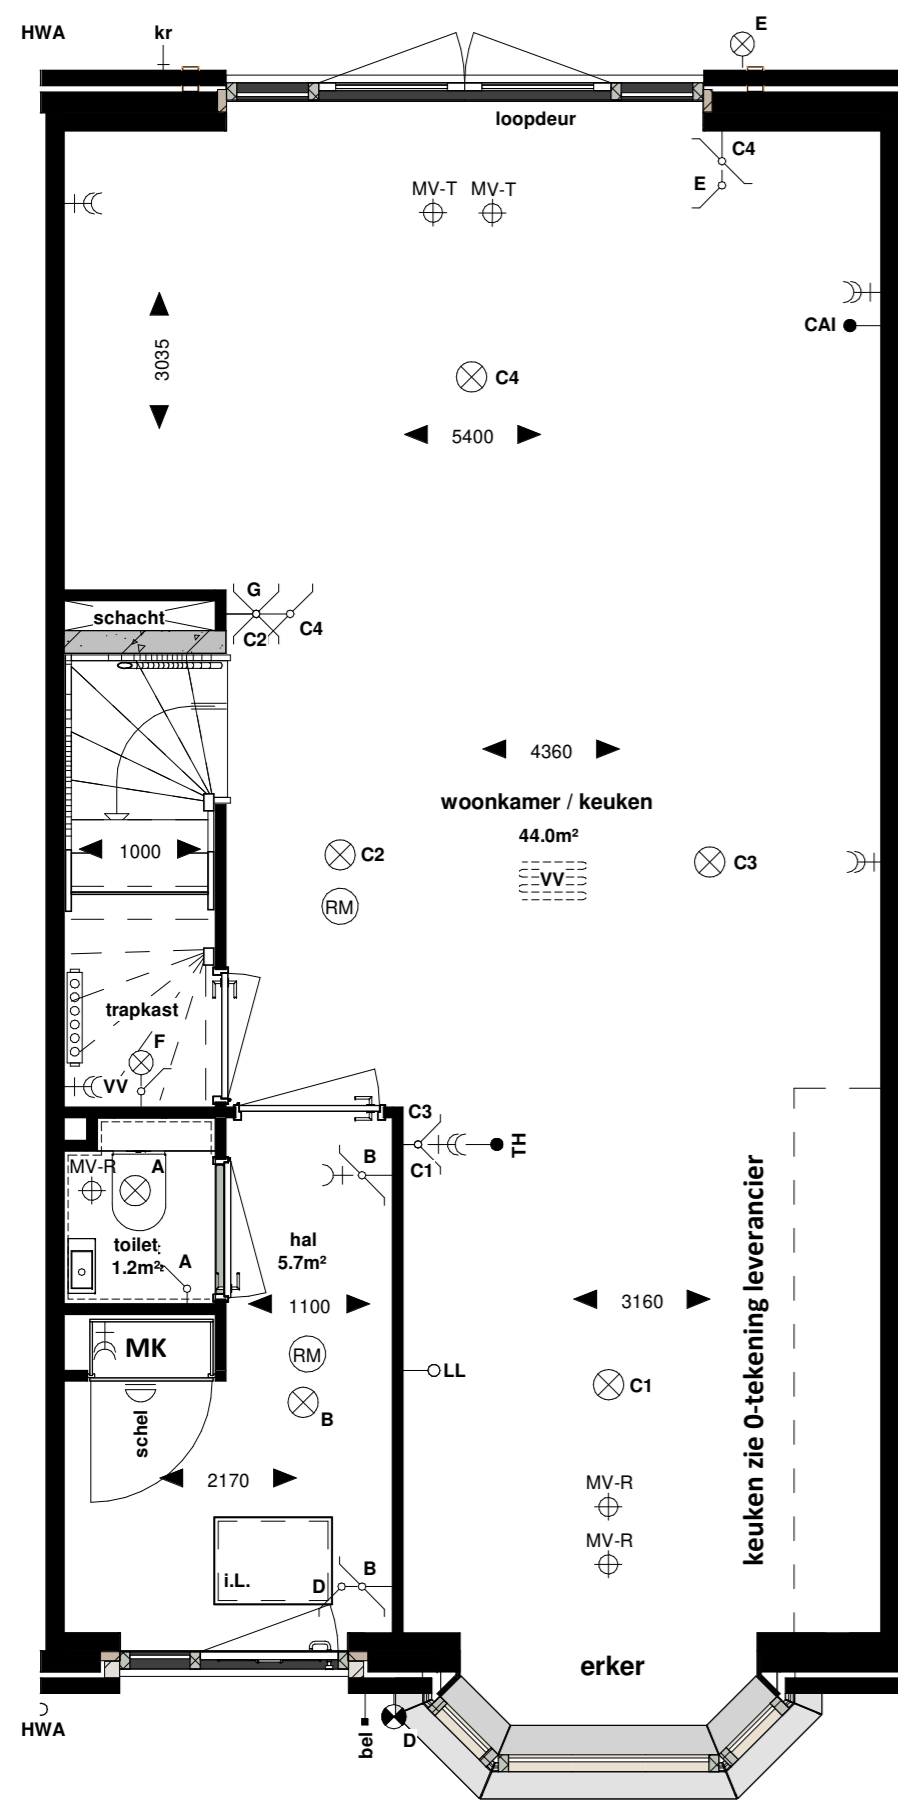 HWA
kr
E
loopdeur
C4
E
MV-T MV-T
CAI
3035
C4
5400
G
schacht
C2
C4
4360
woonkamer / keuken
44.0m²
1000
C2
C3
VV
RM
trapkast
F
VV
C3
TH
C1
B
MV-R
A
toilet
1.2m²
A
hal
5.7m²
1100
3160
keuken zie 0-tekening leverancier
MK
RM
LL
C1
B
schel
2170
MV-R
MV-R
i.L.
D
B
erker
HWA
bel
D